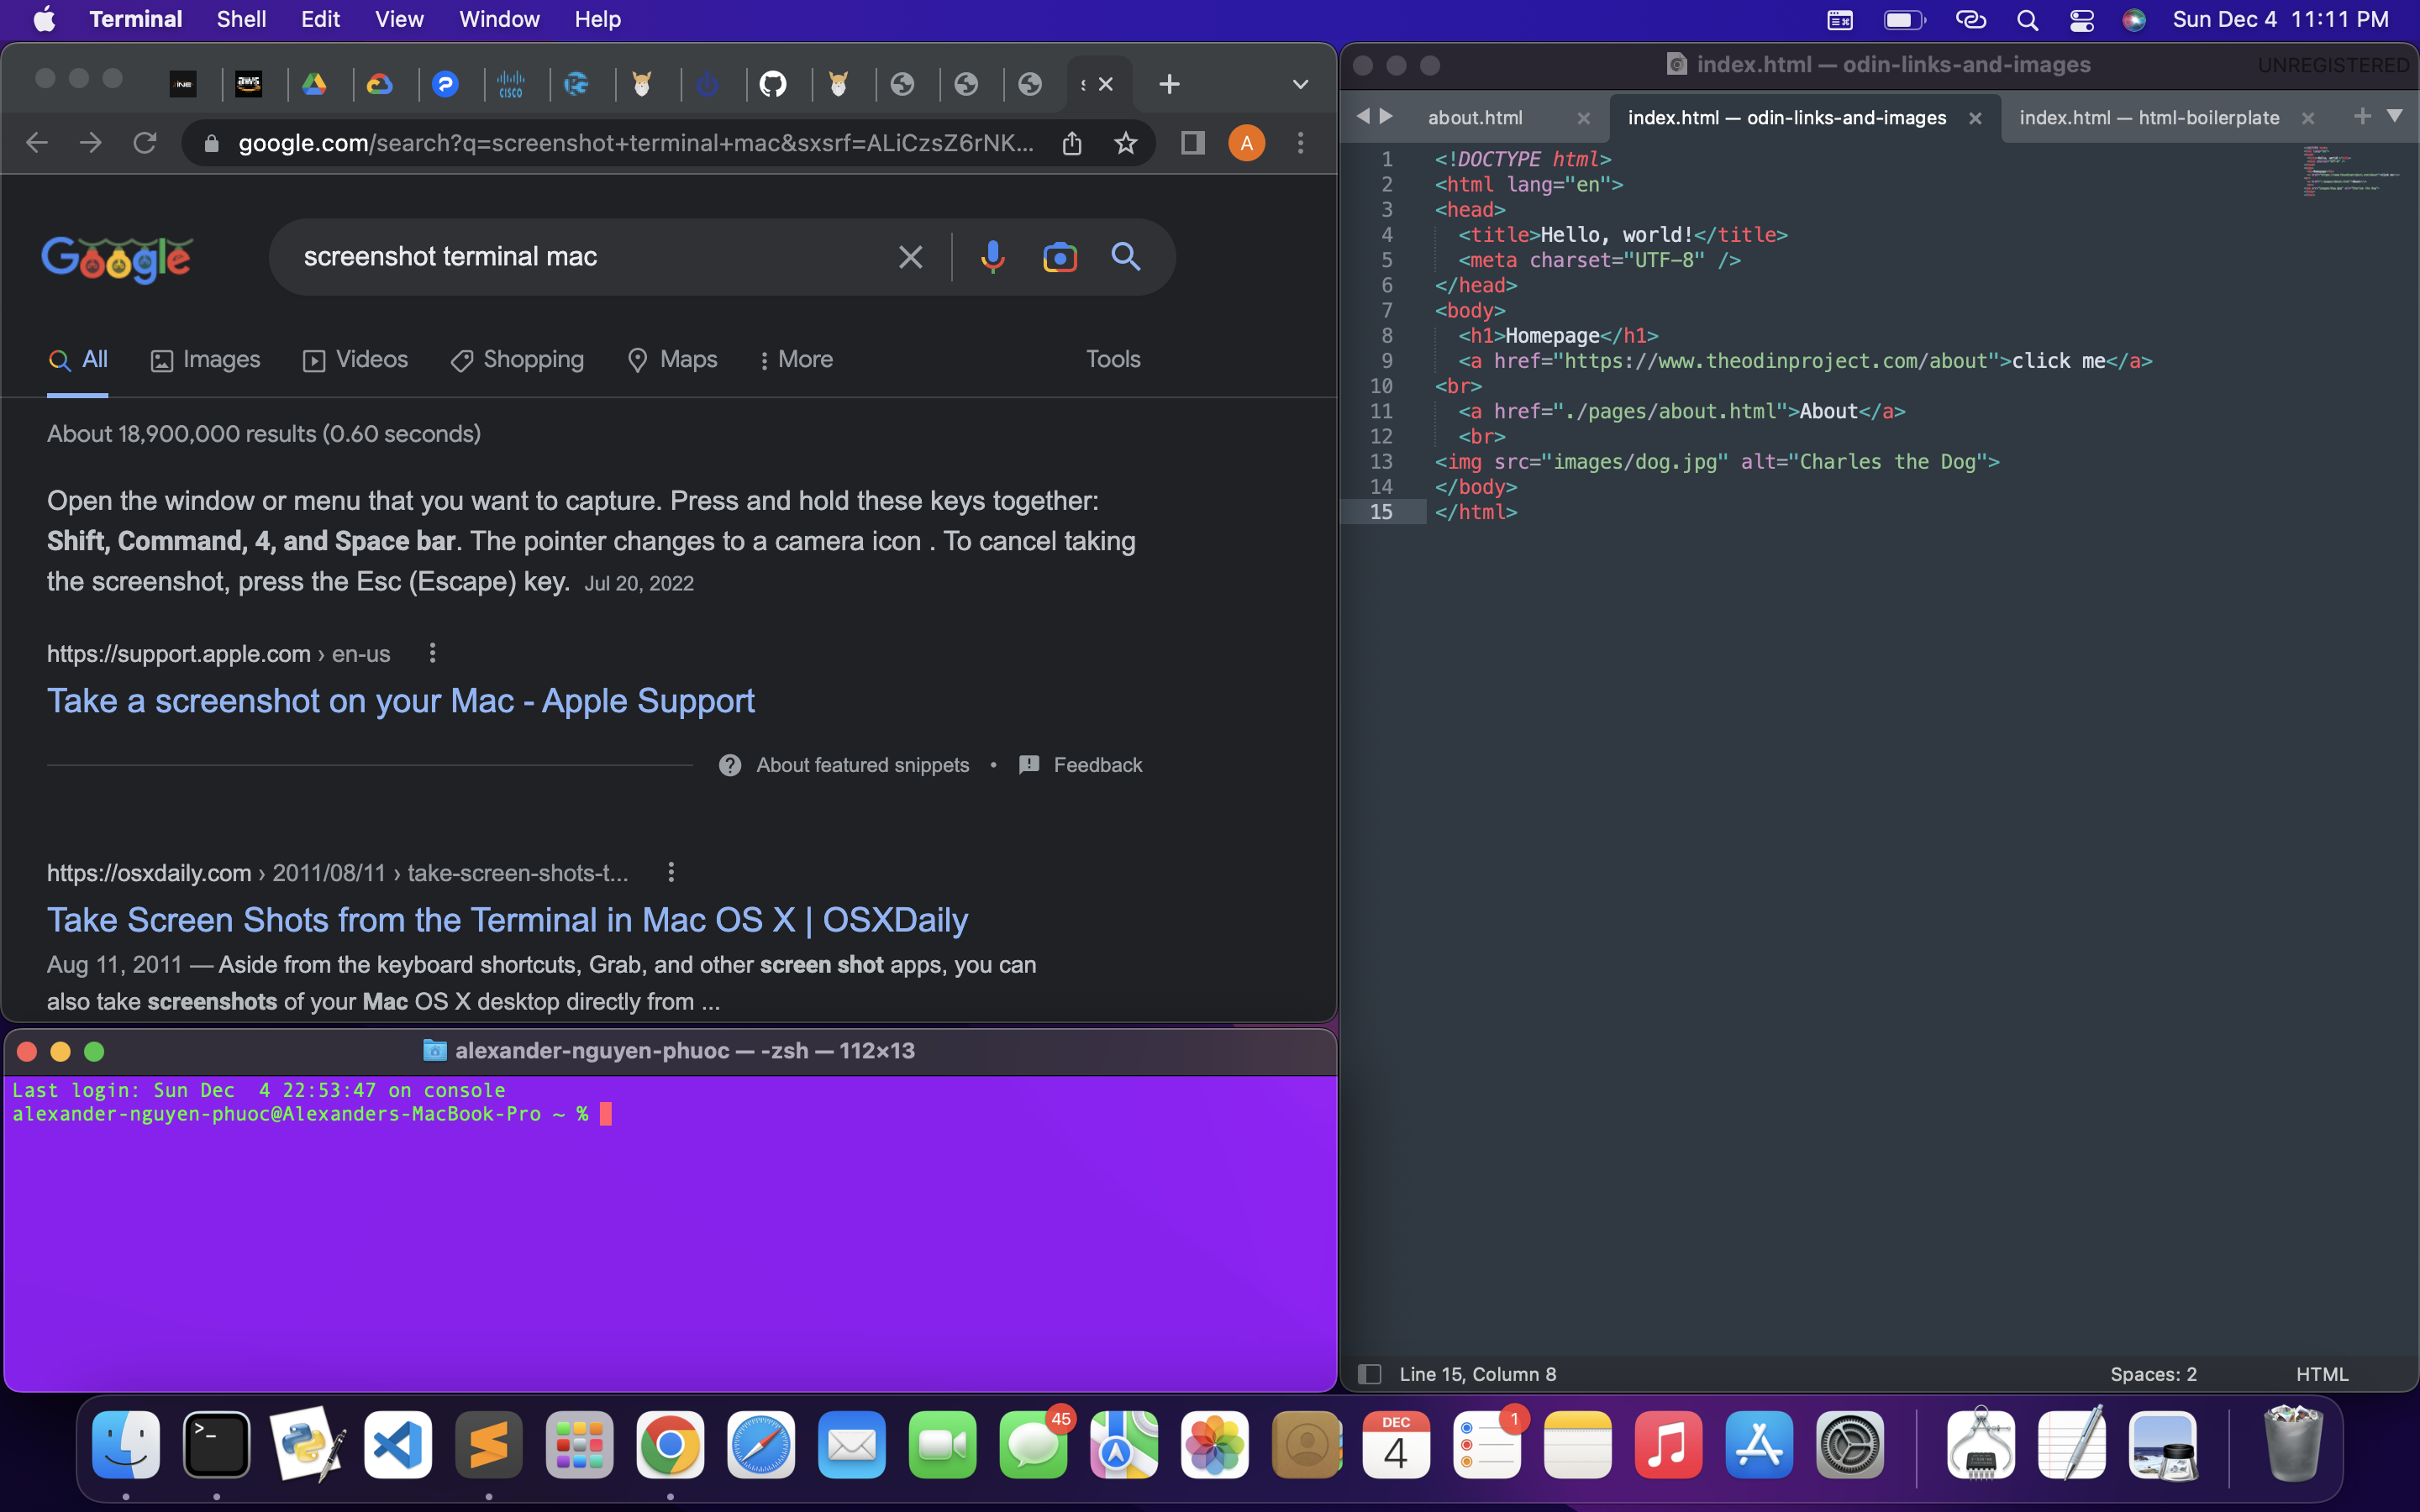 Terminal Shell Edit View Window Help Sun Dec 4 11:11 PM
google.com/search?q=screenshot+terminal+mac&sxsrf=ALiCzsZ6rNK... A
Google
screenshot terminal mac
All Images Videos Shopping Maps More Tools
About 18,900,000 results (0.60 seconds)
Open the window or menu that you want to capture. Press and hold these keys together:
Shift, Command, 4, and Space bar. The pointer changes to a camera icon . To cancel taking
the screenshot, press the Esc (Escape) key. Jul 20, 2022
https://support.apple.com › en-us
Take a screenshot on your Mac - Apple Support
About featured snippets • Feedback
https://osxdaily.com › 2011/08/11 › take-screen-shots-t...
Take Screen Shots from the Terminal in Mac OS X | OSXDaily
Aug 11, 2011 — Aside from the keyboard shortcuts, Grab, and other screen shot apps, you can
also take screenshots of your Mac OS X desktop directly from ...
alexander-nguyen-phuoc — -zsh — 112×13
Last login: Sun Dec  4 22:53:47 on console
alexander-nguyen-phuoc@Alexanders-MacBook-Pro ~ %
index.html — odin-links-and-images UNREGISTERED
about.html index.html — odin-links-and-images index.html — html-boilerplate
1 <!DOCTYPE html>
2 <html lang="en">
3 <head>
4 <title>Hello, world!</title>
5 <meta charset="UTF-8" />
6 </head>
7 <body>
8 <h1>Homepage</h1>
9 <a href="https://www.theodinproject.com/about">click me</a>
10 <br>
11 <a href="./pages/about.html">About</a>
12 <br>
13 <img src="images/dog.jpg" alt="Charles the Dog">
14 </body>
15 </html>
Line 15, Column 8 Spaces: 2 HTML
45 DEC 4 1